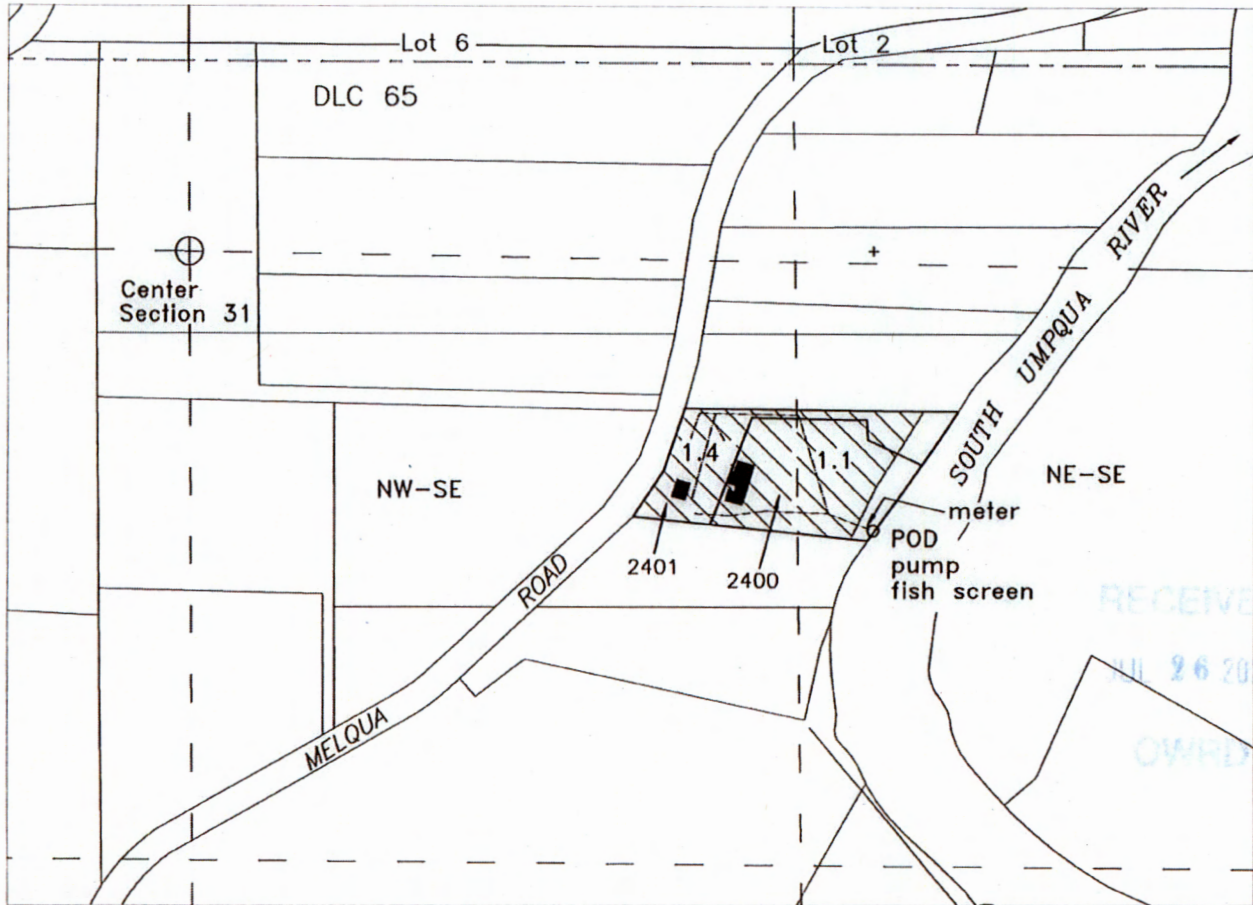 Lot 6
Lot 2
DLC 65
SOUTH UMPQUA RIVER
Center
Section 31
1.4
1.1
NW-SE
NE-SE
meter
POD
pump
fish screen
2401
2400
MELQUA ROAD
RECEIVE
JUL 26 20
OWRD